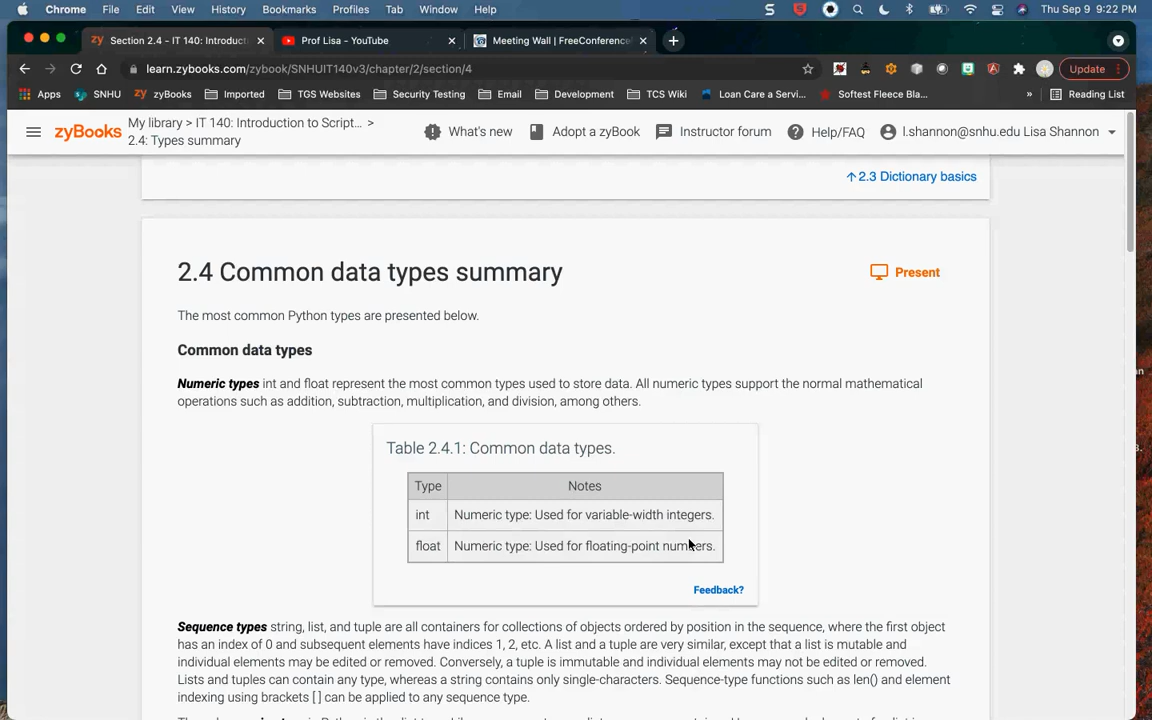 Chrome File Edit View History Bookmarks Profiles Tab Window Help Thu Sep 9 9:22 PM
Section 2.4 - IT 140: Introduct Prof Lisa - YouTube Meeting Wall | FreeConference
learn.zybooks.com/zybook/SNHUIT140v3/chapter/2/section/4 Update
Apps SNHU zyBooks Imported TGS Websites Security Testing Email Development TCS Wiki Loan Care a Servi... Softest Fleece Bla... » Reading List
zyBooks My library > IT 140: Introduction to Script... >
2.4: Types summary
What's new Adopt a zyBook Instructor forum Help/FAQ l.shannon@snhu.edu Lisa Shannon
↑2.3 Dictionary basics
2.4 Common data types summary
Present
The most common Python types are presented below.
Common data types
Numeric types int and float represent the most common types used to store data. All numeric types support the normal mathematical
operations such as addition, subtraction, multiplication, and division, among others.
Table 2.4.1: Common data types.
Type Notes
int Numeric type: Used for variable-width integers.
float Numeric type: Used for floating-point numbers.
Feedback?
Sequence types string, list, and tuple are all containers for collections of objects ordered by position in the sequence, where the first object
has an index of 0 and subsequent elements have indices 1, 2, etc. A list and a tuple are very similar, except that a list is mutable and
individual elements may be edited or removed. Conversely, a tuple is immutable and individual elements may not be edited or removed.
Lists and tuples can contain any type, whereas a string contains only single-characters. Sequence-type functions such as len() and element
indexing using brackets [ ] can be applied to any sequence type.